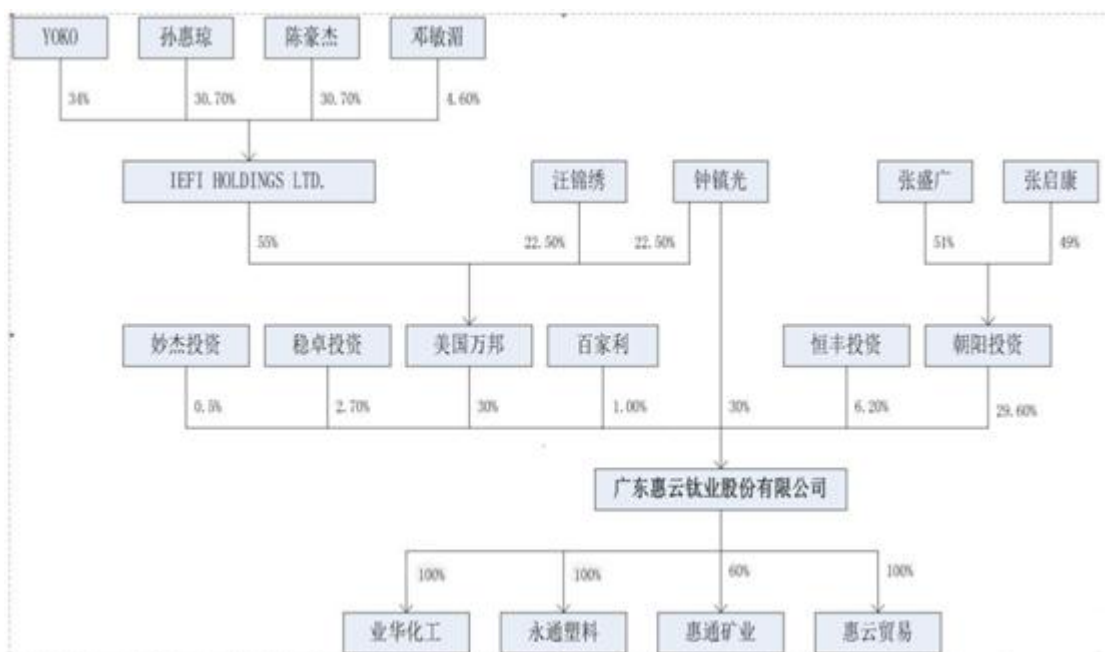 YOKO
孙惠琼
陈豪杰
邓敏湄
34%
30.70%
30.70%
4.60%
IEFI HOLDINGS LTD.
汪锦绣
钟镇光
张盛广
张启康
55%
22.50%
22.50%
51%
49%
妙杰投资
稳卓投资
美国万邦
百家利
恒丰投资
朝阳投资
0.5%
2.70%
30%
1.00%
30%
6.20%
29.60%
广东惠云钛业股份有限公司
100%
100%
60%
100%
业华化工
永通塑料
惠通矿业
惠云贸易